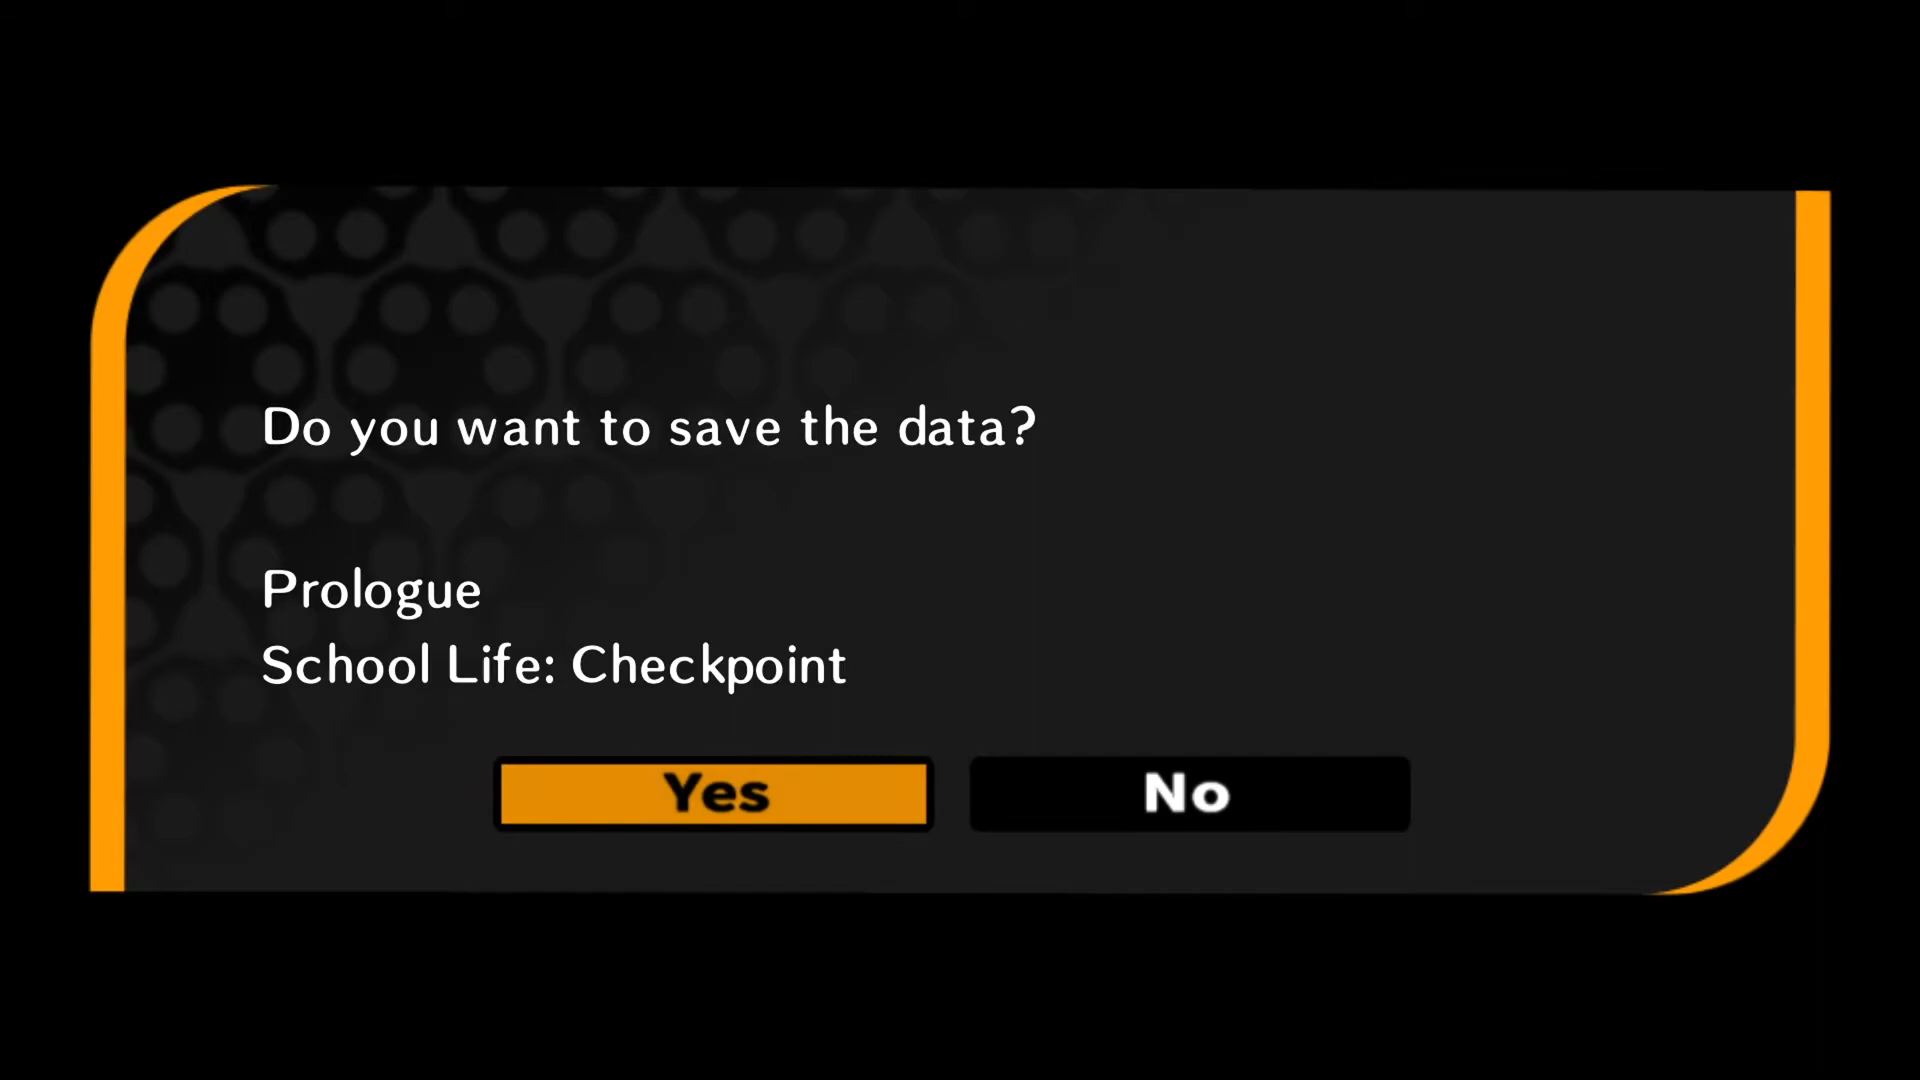 Do you want to save the data?
Prologue
School Life: Checkpoint
Yes
No